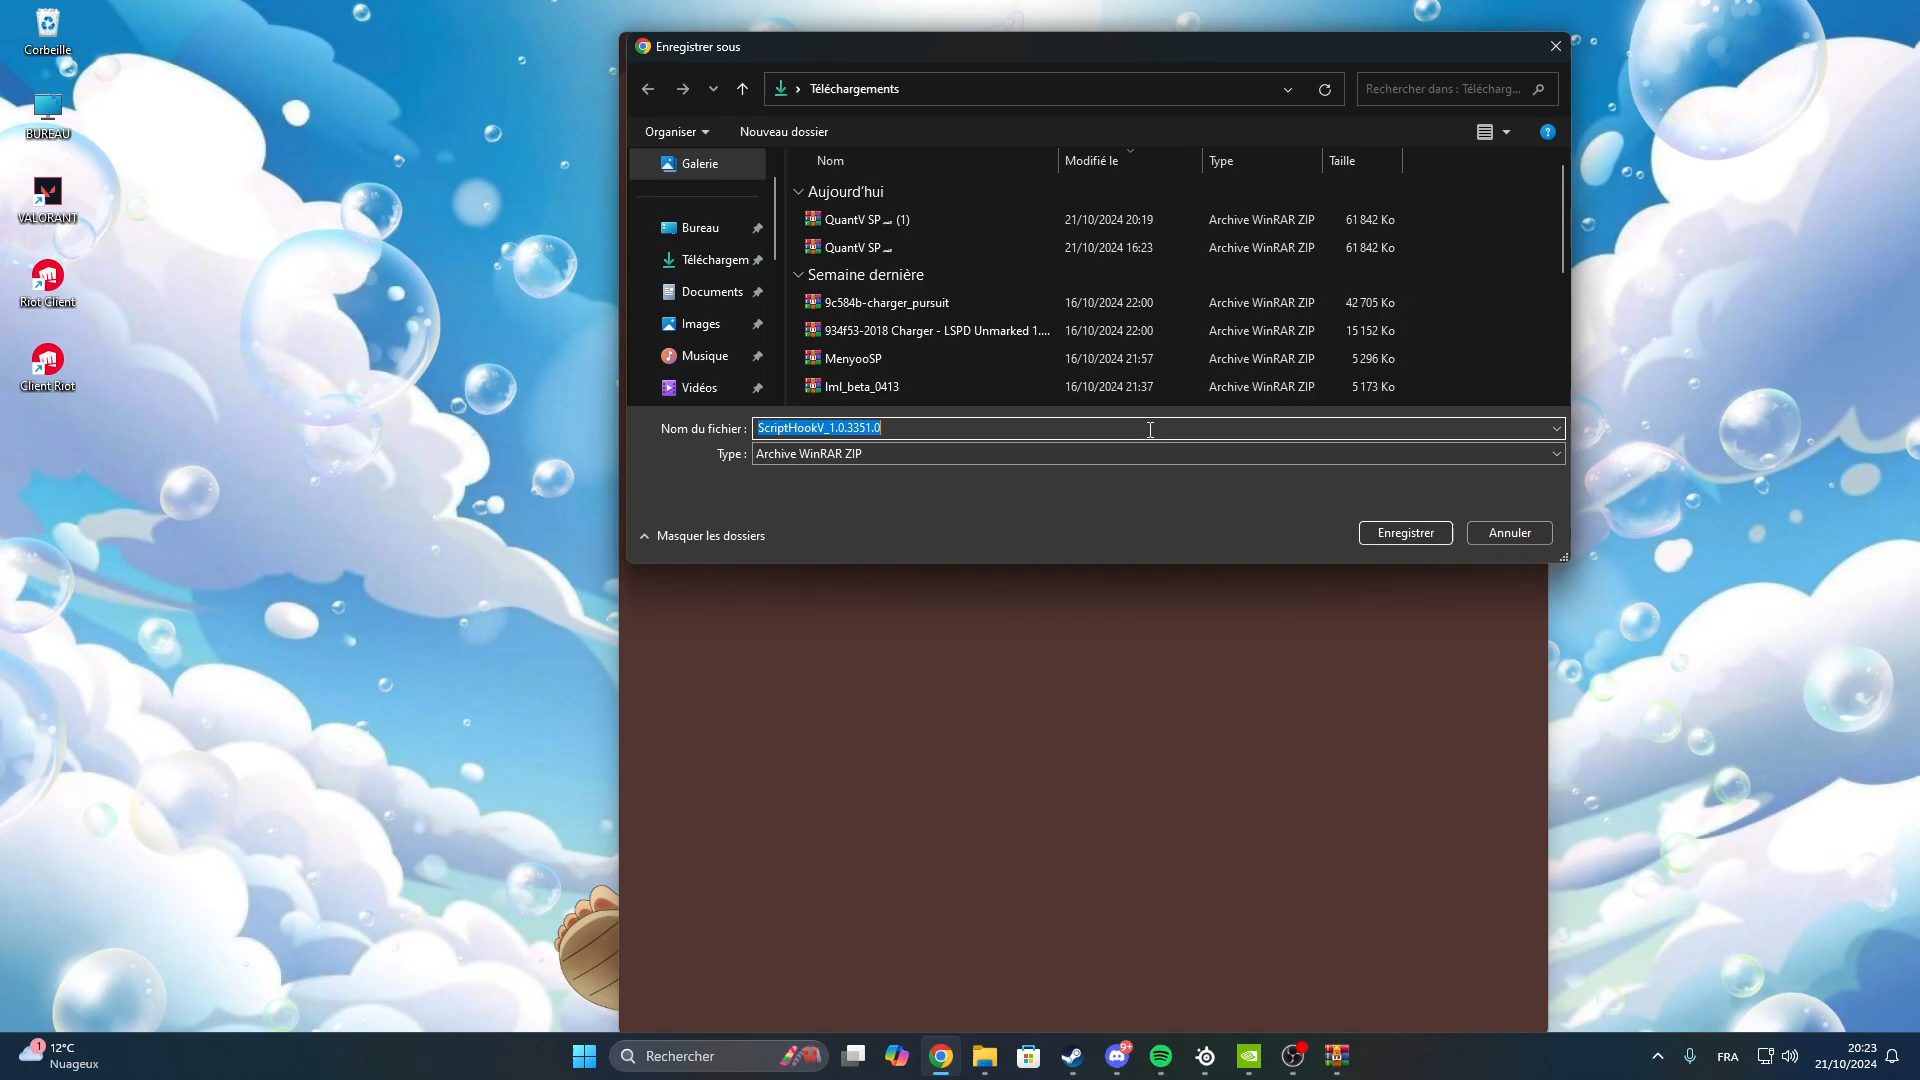 Corbeille
BUREAU
VALORANT
Riot Client
Client Riot
Enregistrer sous
Téléchargements
Rechercher dans : Télécharg...
Organiser
Nouveau dossier
?
Galerie
Bureau
Téléchargem
Documents
Images
Musique
Vidéos
Nom Modifié le Type Taille
Aujourd'hui
QuantV SP (1) 21/10/2024 20:19 Archive WinRAR ZIP 61 842 Ko
QuantV SP 21/10/2024 16:23 Archive WinRAR ZIP 61 842 Ko
Semaine dernière
9c584b-charger_pursuit 16/10/2024 22:00 Archive WinRAR ZIP 42 705 Ko
934f53-2018 Charger - LSPD Unmarked 1.... 16/10/2024 22:00 Archive WinRAR ZIP 15 152 Ko
MenyooSP 16/10/2024 21:57 Archive WinRAR ZIP 5 296 Ko
lml_beta_0413 16/10/2024 21:37 Archive WinRAR ZIP 5 173 Ko
Nom du fichier : ScriptHookV_1.0.3351.0
Type : Archive WinRAR ZIP
Masquer les dossiers
Enregistrer
Annuler
1
12°C
Nuageux
Rechercher
9+
FRA
20:23
21/10/2024